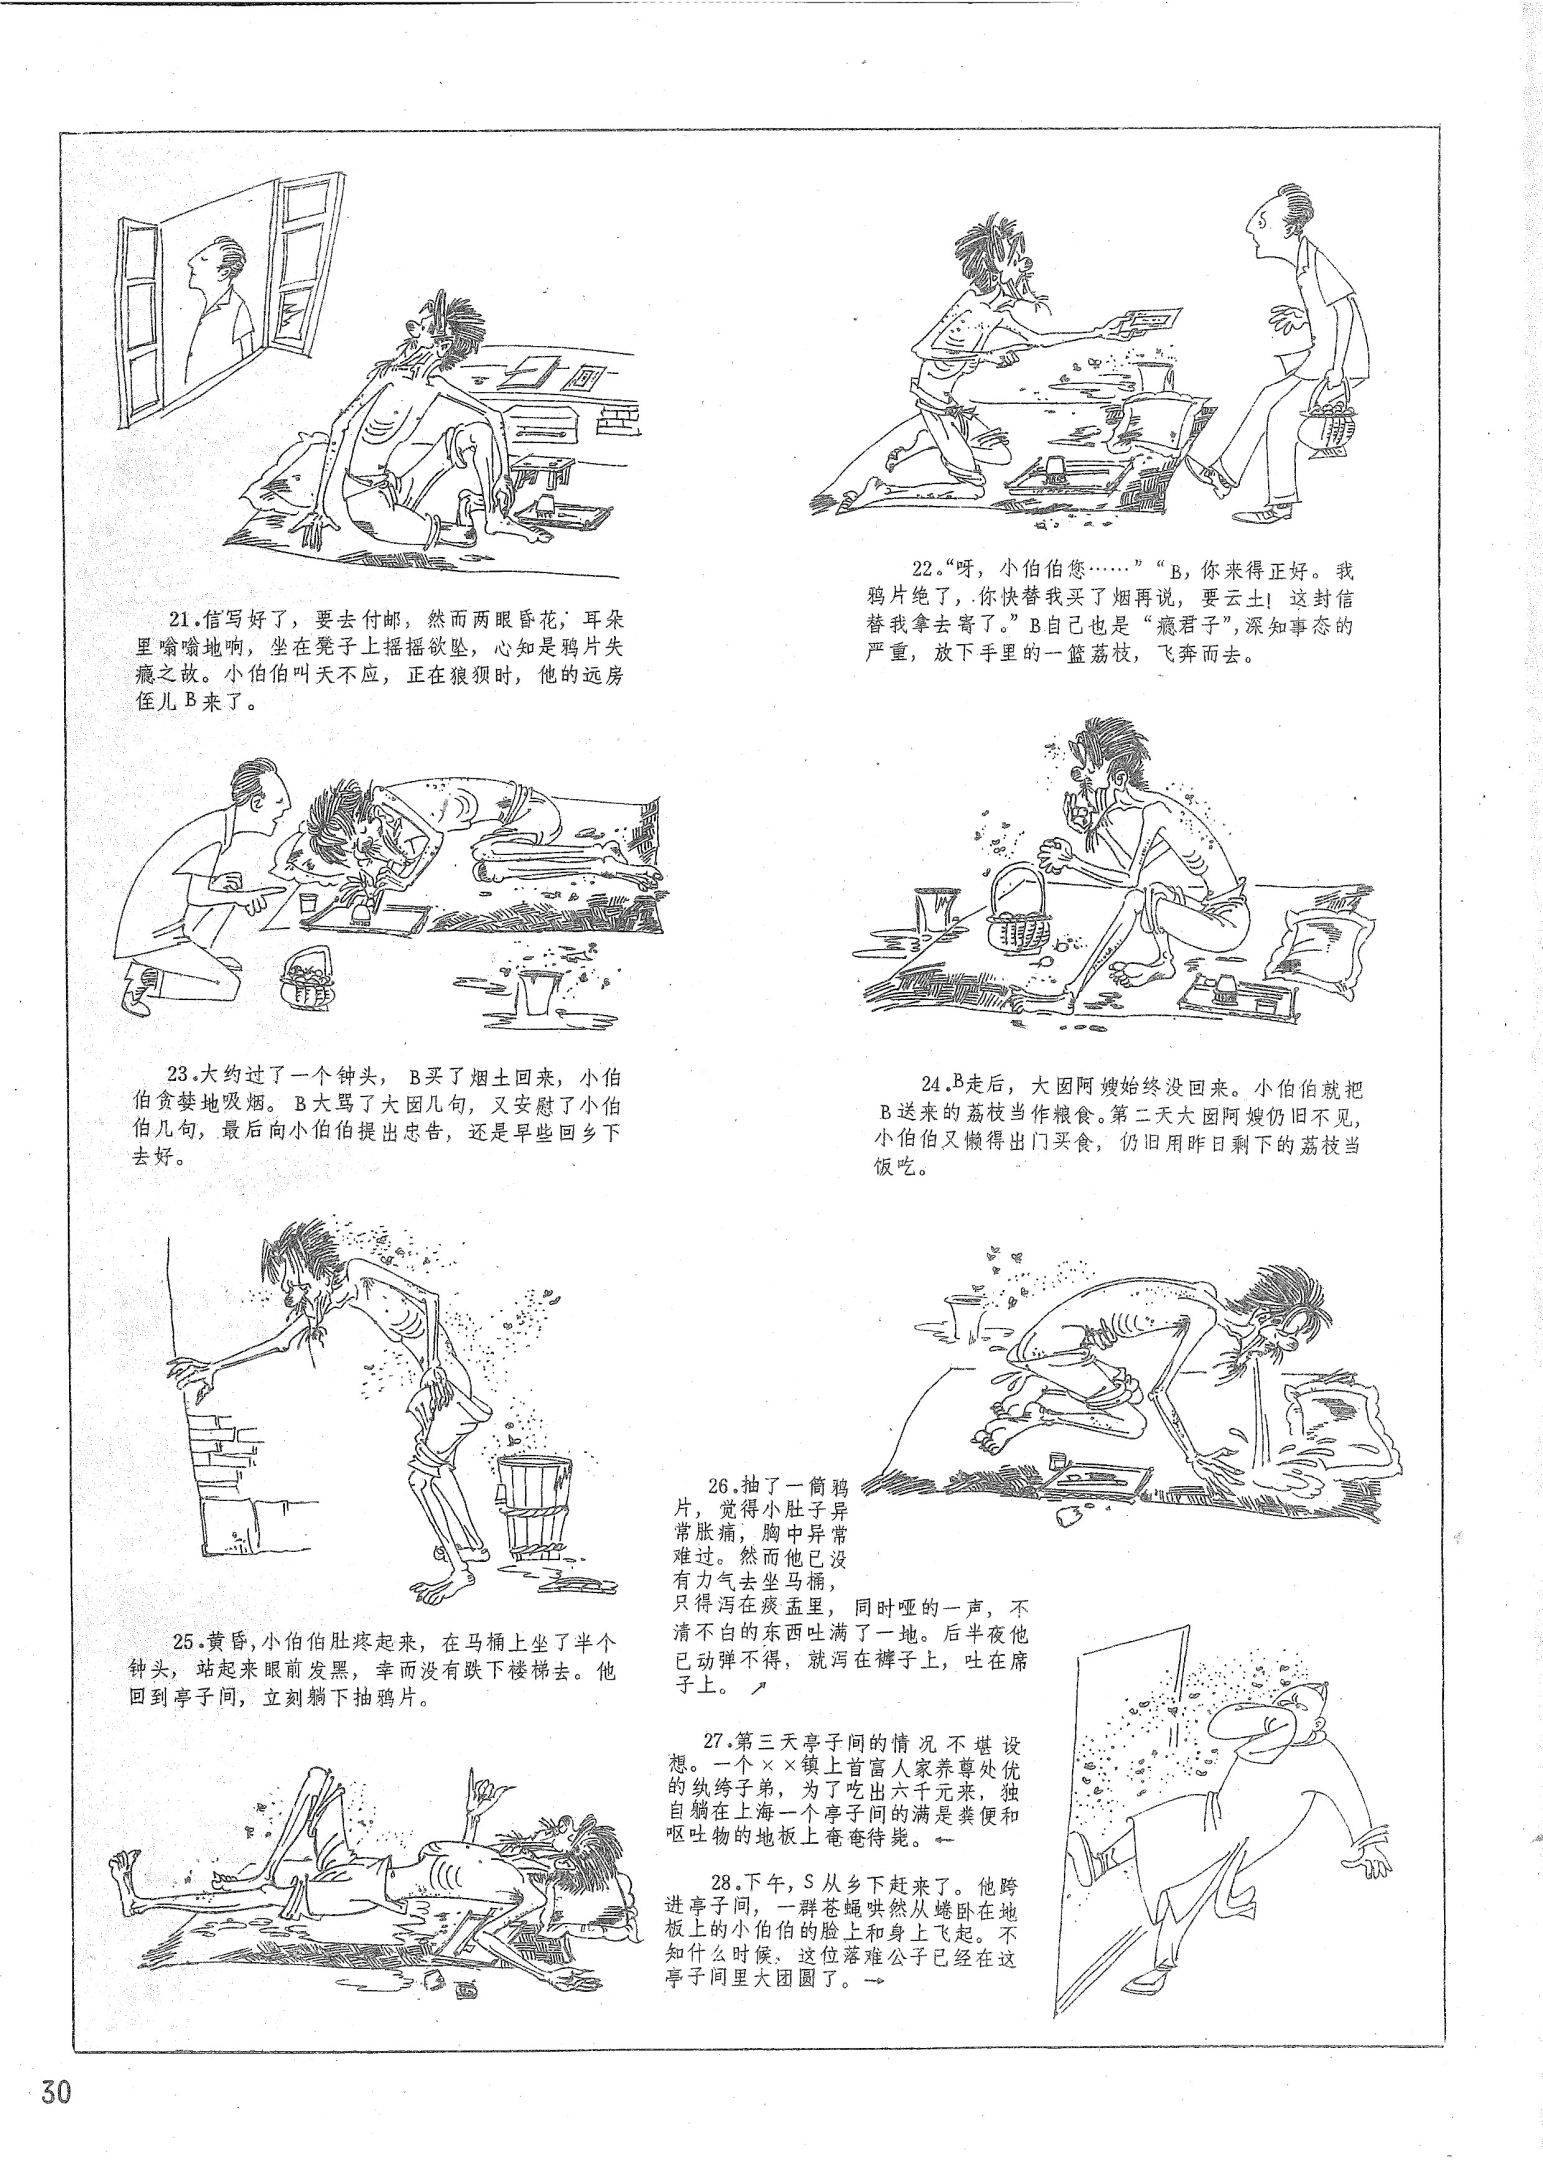 21.信写好了，要去付邮，然而两眼昏花，耳朵
里嗡嗡地响，坐在凳子上摇摇欲坠，心知是鸦片失
瘾之故。小伯伯叫天不应，正在狼狈时，他的远房
侄儿B来了。
22.“呀，小伯伯您……”“B，你来得正好。我
鸦片绝了，你快替我买了烟再说，要云土！这封信
替我拿去寄了。”B自己也是“瘾君子”，深知事态的
严重，放下手里的一篮荔枝，飞奔而去。
23.大约过了一个钟头，B买了烟土回来，小伯
伯贪婪地吸烟。B大骂了大囡几句，又安慰了小伯
伯几句，最后向小伯伯提出忠告，还是早些回乡下
去好。
24.B走后，大囡阿嫂始终没回来。小伯伯就把
B送来的荔枝当作粮食。第二天大囡阿嫂仍旧不见，
小伯伯又懒得出门买食，仍旧用昨日剩下的荔枝当
饭吃。
25.黄昏，小伯伯肚疼起来，在马桶上坐了半个
钟头，站起来眼前发黑，幸而没有跌下楼梯去。他
回到亭子间，立刻躺下抽鸦片。
26.抽了一筒鸦
片，觉得小肚子异
常胀痛，胸中异常
难过。然而他已没
有力气去坐马桶，
只得泻在痰盂里，同时哑的一声，不
清不白的东西吐满了一地。后半夜他
已动弹不得，就泻在裤子上，吐在席
子上。↗
27.第三天亭子间的情况不堪设
想。一个××镇上首富人家养尊处优
的纨绔子弟，为了吃出六千元来，独
自躺在上海一个亭子间的满是粪便和
呕吐物的地板上奄奄待毙。←
28.下午，S从乡下赶来了。他跨
进亭子间，一群苍蝇哄然从蜷卧在地
板上的小伯伯的脸上和身上飞起。不
知什么时候，这位落难公子已经在这
亭子间里大团圆了。→
30